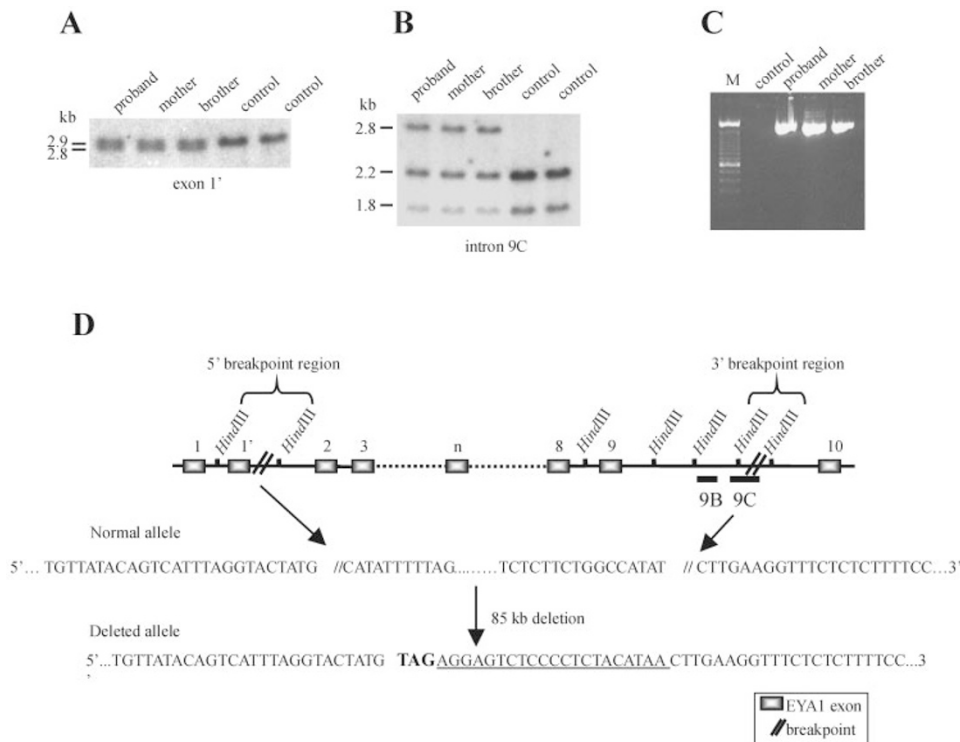 A
B
C
proband
mother
brother
control
control
kb
2.9
2.8
exon 1’
proband
mother
brother
control
control
kb
2.8
2.2
1.8
intron 9C
M
control
proband
mother
brother
D
5’ breakpoint region
3’ breakpoint region
HindIII
HindIII
HindIII
HindIII
HindIII
HindIII
HindIII
1
1’
2
3
n
8
9
10
9B
9C
Normal allele
5’… TGTTATACAGTCATTTAGGTACTATG //CATATTTTTAG...……TCTCTTCTGGCCATAT //CTTGAAGGTTTCTCTCTTTTCC…3’
85 kb deletion
Deleted allele
5’...TGTTATACAGTCATTTAGGTACTATG TAGAGGAGTCTCCCCTCTACATAA CTTGAAGGTTTCTCTCTTTTCC...3
’
EYA1 exon
breakpoint